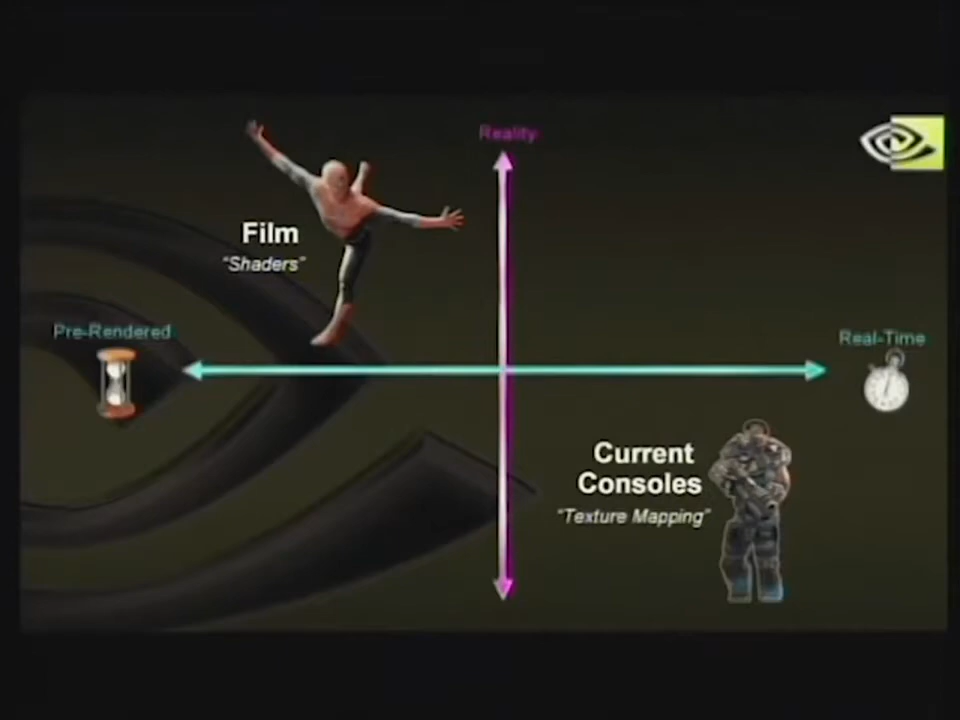 Reality
Film
"Shaders"
Pre-Rendered
Real-Time
Current
Consoles
"Texture Mapping"